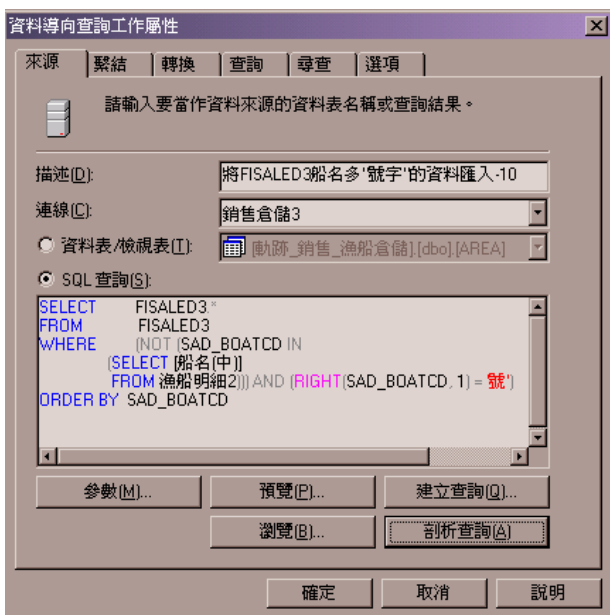 資料導向查詢工作屬性
來源 繫結 轉換 查詢 尋查 選項
請輸入要當作資料來源的資料表名稱或查詢結果。
描述(D): 將FISALED3船名多'號字'的資料匯入-10
連線(C): 銷售倉儲3
資料表/檢視表(T): [軌跡_銷售_漁船倉儲].[dbo].[AREA]
SQL 查詢(S):
SELECT FISALED3.*
FROM FISALED3
WHERE (NOT (SAD_BOATCD IN
(SELECT [船名(中)]
FROM 漁船明細2))) AND (RIGHT(SAD_BOATCD, 1) = 號')
ORDER BY SAD_BOATCD
參數(M)... 預覽(P)... 建立查詢(Q)...
瀏覽(B)... 剖析查詢(A)
確定 取消 說明